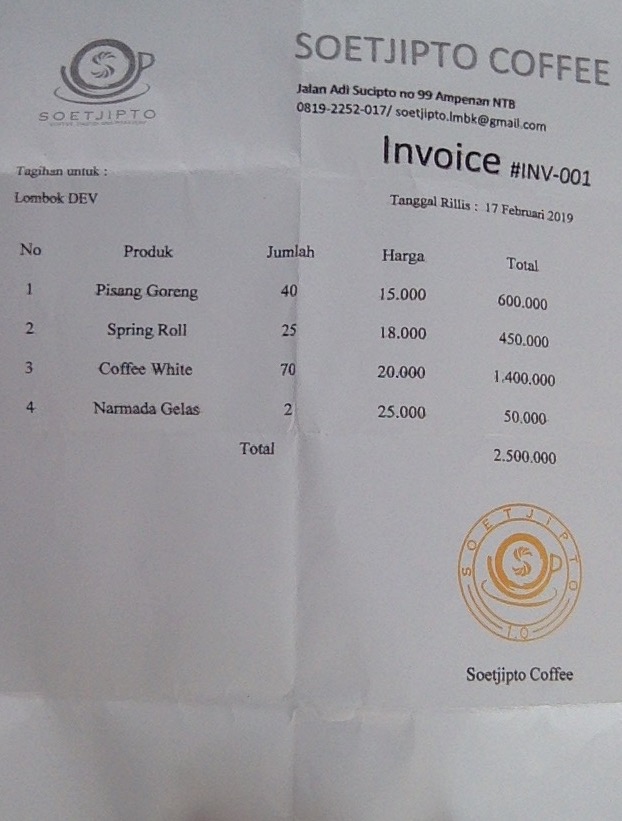 SOETJIPTO
SOETJIPTO COFFEE
Jalan Adi Sucipto no 99 Ampenan NTB
0819-2252-017/ soetjipto.lmbk@gmail.com
Invoice #INV-001
Tagihan untuk :
Lombok DEV
Tanggal Rillis : 17 Februari 2019
No Produk Jumlah Harga Total
1 Pisang Goreng 40 15.000 600.000
2 Spring Roll 25 18.000 450.000
3 Coffee White 70 20.000 1.400.000
4 Narmada Gelas 2 25.000 50.000
Total 2.500.000
SOETJIPTO
1.0
Soetjipto Coffee